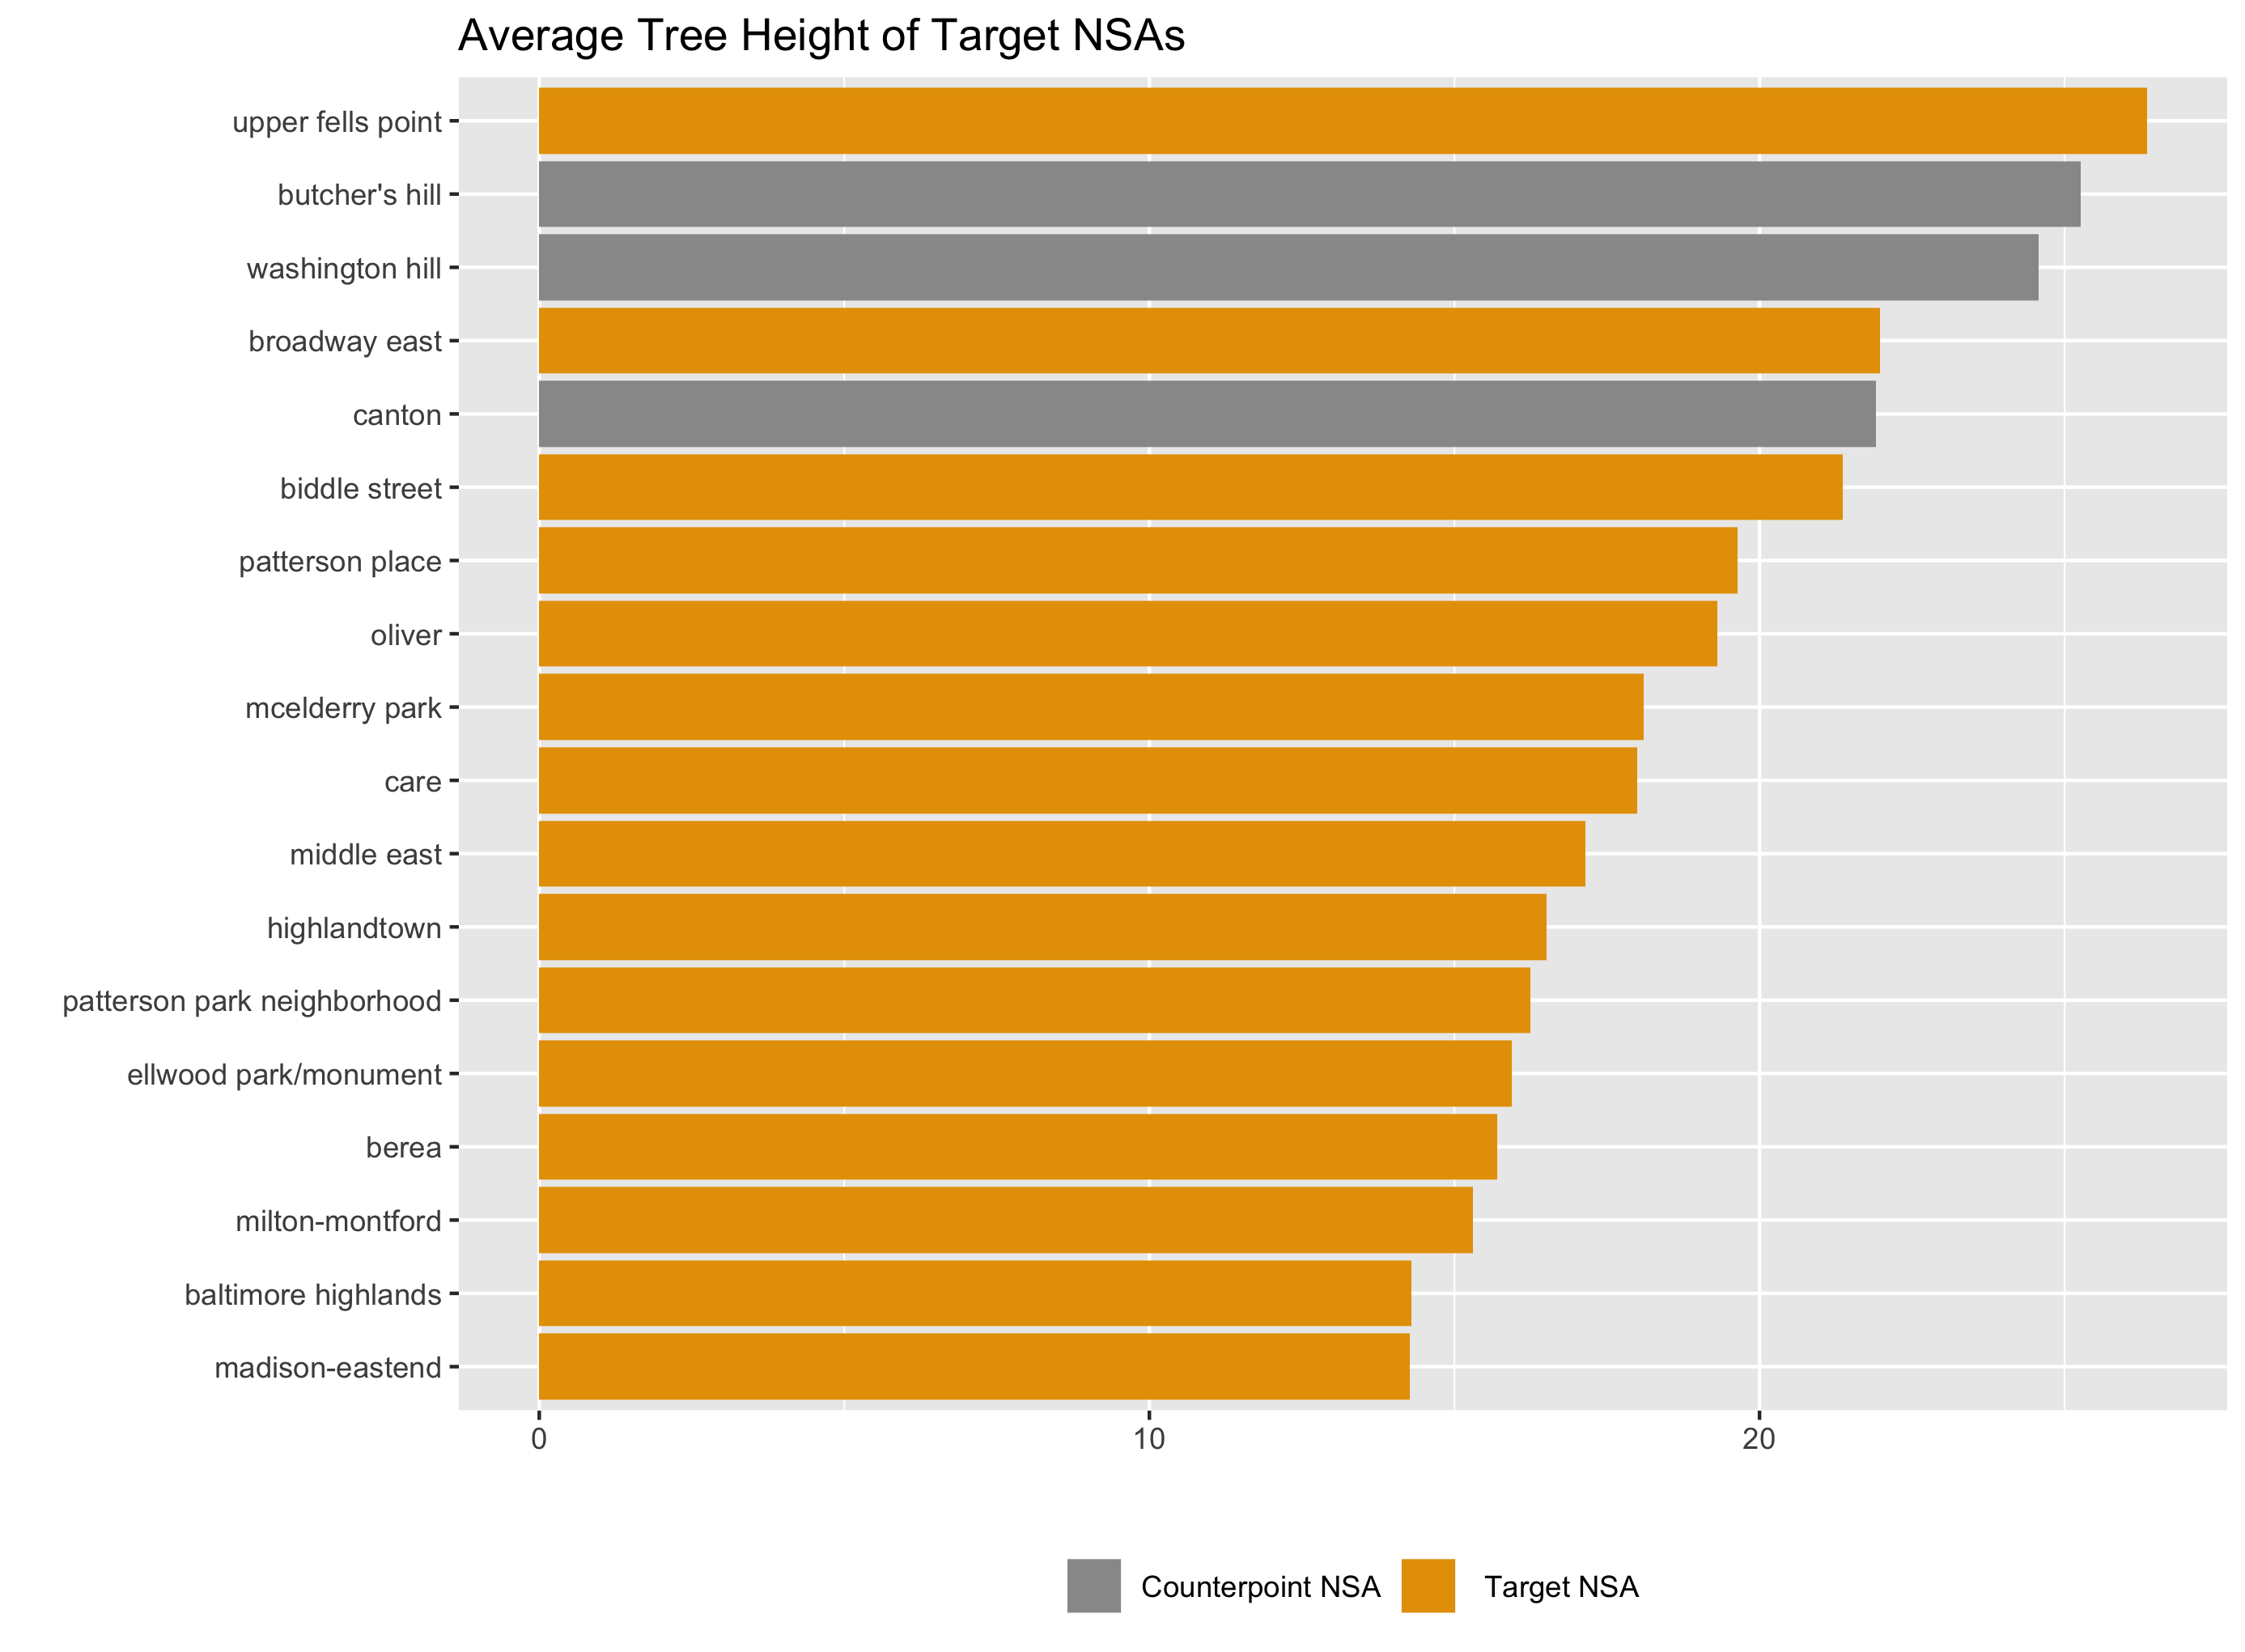 Average Tree Height of Target NSAs
upper fells point
butcher's hill
washington hill
broadway east
canton
biddle street
patterson place
oliver
mcelderry park
care
middle east
highlandtown
patterson park neighborhood
ellwood park/monument
berea
milton-montford
baltimore highlands
madison-eastend
0 10 20
Counterpoint NSA Target NSA